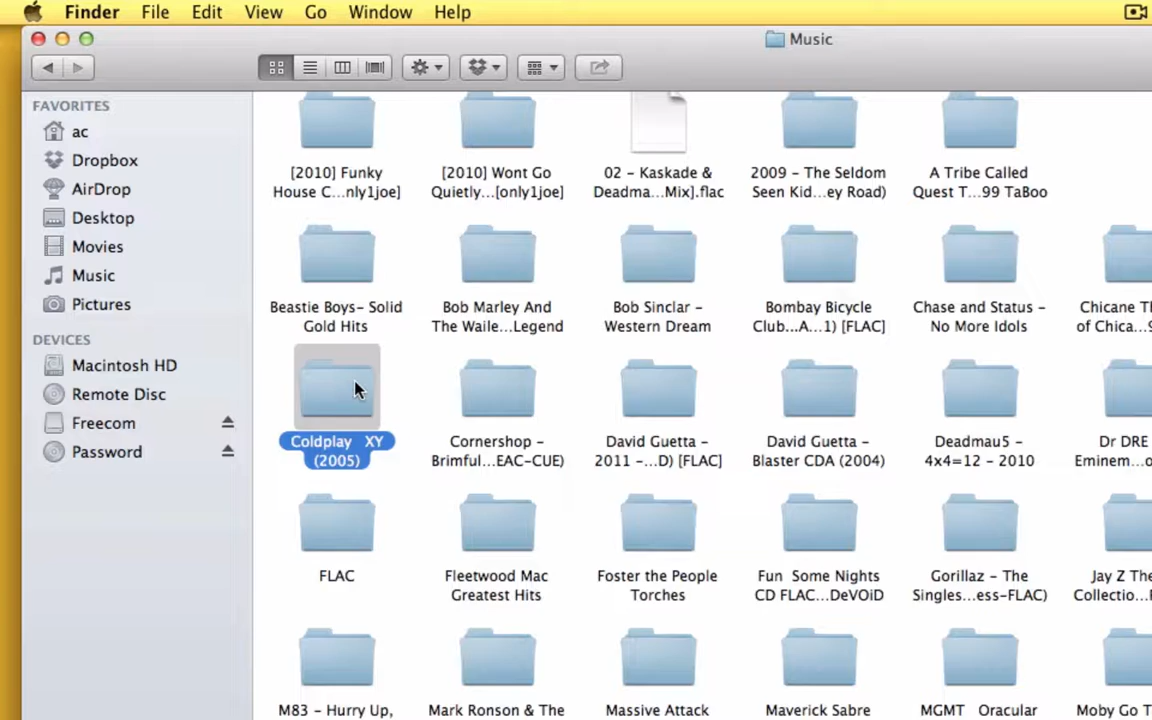 Finder File Edit View Go Window Help
Music
FAVORITES
ac
Dropbox
AirDrop
Desktop
Movies
Music
Pictures
DEVICES
Macintosh HD
Remote Disc
Freecom
Password
[2010] Funky House C...nly1joe]
[2010] Wont Go Quietly...[only1joe]
02 - Kaskade & Deadma...Mix].flac
2009 - The Seldom Seen Kid...ey Road)
A Tribe Called Quest T...99 TaBoo
Beastie Boys- Solid Gold Hits
Bob Marley And The Waile...Legend
Bob Sinclar - Western Dream
Bombay Bicycle Club...A...1) [FLAC]
Chase and Status - No More Idols
Chicane Th
of Chica...9
Coldplay XY (2005)
Cornershop - Brimful...EAC-CUE)
David Guetta - 2011 -...D) [FLAC]
David Guetta - Blaster CDA (2004)
Deadmau5 - 4x4=12 - 2010
Dr DRE
Eminem...o
FLAC
Fleetwood Mac Greatest Hits
Foster the People Torches
Fun Some Nights CD FLAC...DeVOiD
Gorillaz - The Singles...ess-FLAC)
Jay Z The
Collectio...F
M83 - Hurry Up,
Mark Ronson & The
Massive Attack
Maverick Sabre
MGMT Oracular
Moby Go T